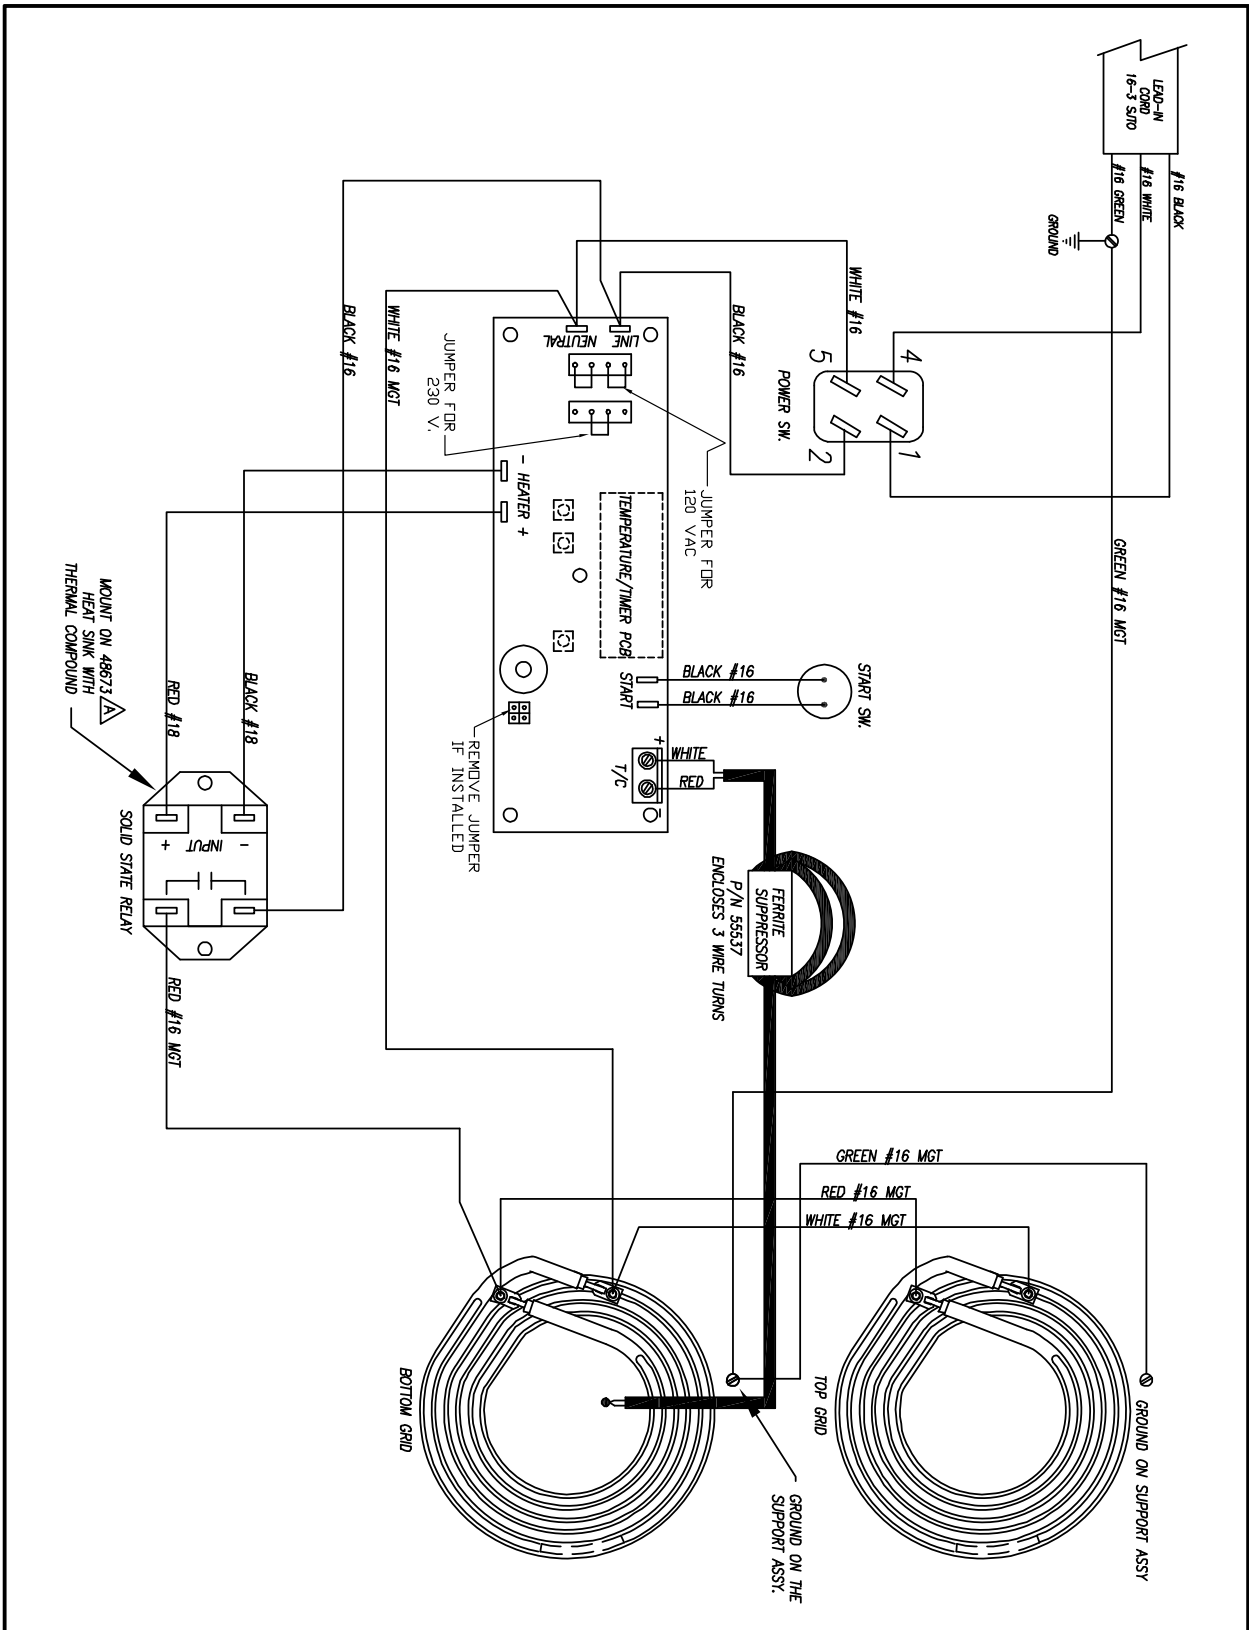 LEAD-IN
CORD
16-3 SJTO
#16 BLACK
#16 WHITE
#16 GREEN
GROUND
GREEN #16 MGT
4
1
5
2
POWER SW.
WHITE #16
BLACK #16
BLACK #16
WHITE #16 MGT
LINE
NEUTRAL
JUMPER FOR
120 VAC
JUMPER FOR
230 V.
- HEATER +
TEMPERATURE/TIMER PCB
START
BLACK #16
BLACK #16
START SW.
+
T/C
-
WHITE
RED
REMOVE JUMPER
IF INSTALLED
FERRITE
SUPPRESSOR
P/N 55537
ENCLOSES 3 WIRE TURNS
MOUNT ON 48673
HEAT SINK WITH
THERMAL COMPOUND
A
RED #18
BLACK #18
+ INPUT -
SOLID STATE RELAY
RED #16 MGT
GREEN #16 MGT
RED #16 MGT
WHITE #16 MGT
TOP GRID
GROUND ON SUPPORT ASSY
BOTTOM GRID
GROUND ON THE
SUPPORT ASSY.